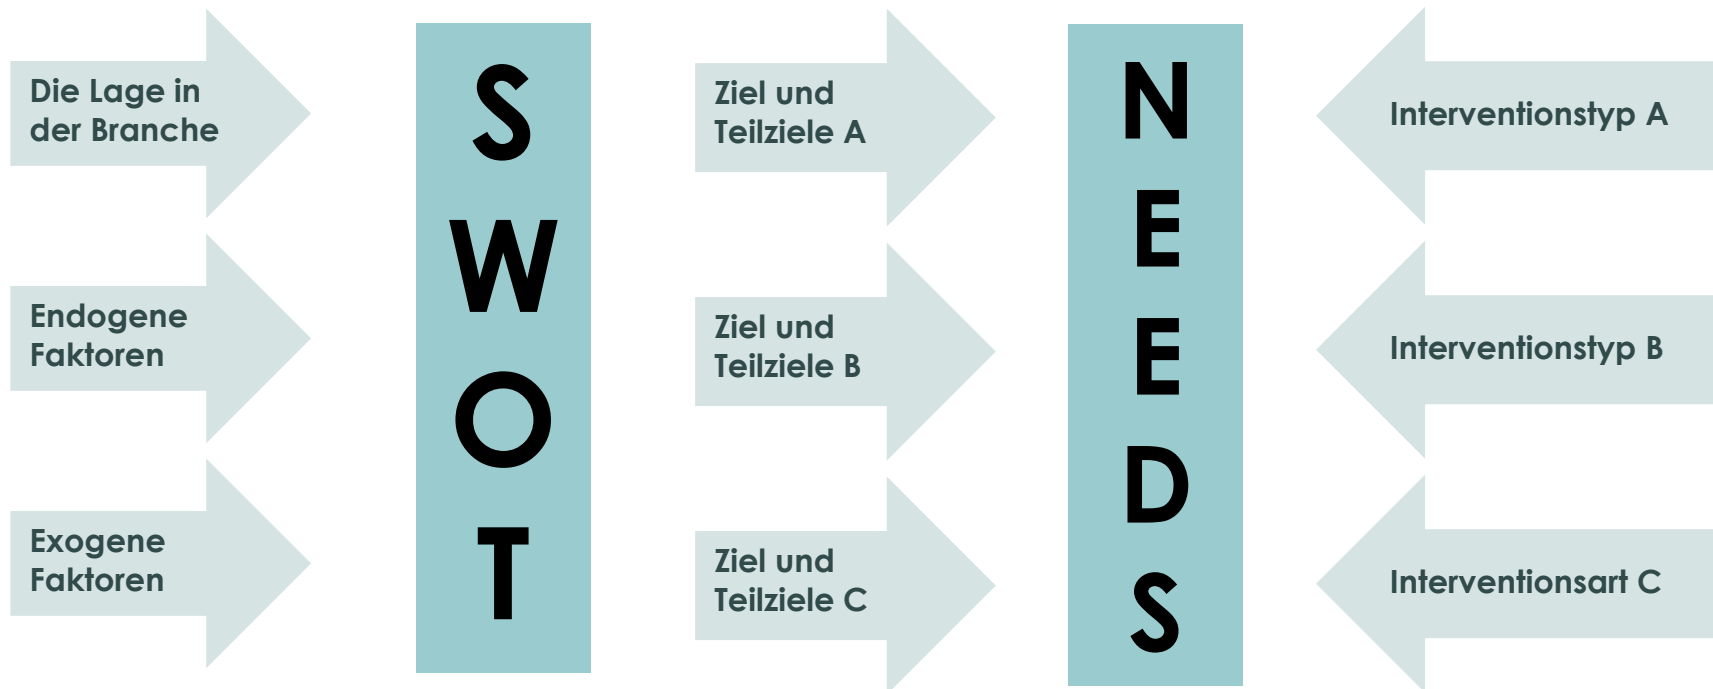 Die Lage in
der Branche
Endogene
Faktoren
Exogene
Faktoren
S
W
O
T
Ziel und
Teilziele A
Ziel und
Teilziele B
Ziel und
Teilziele C
N
E
E
D
S
Interventionstyp A
Interventionstyp B
Interventionsart C